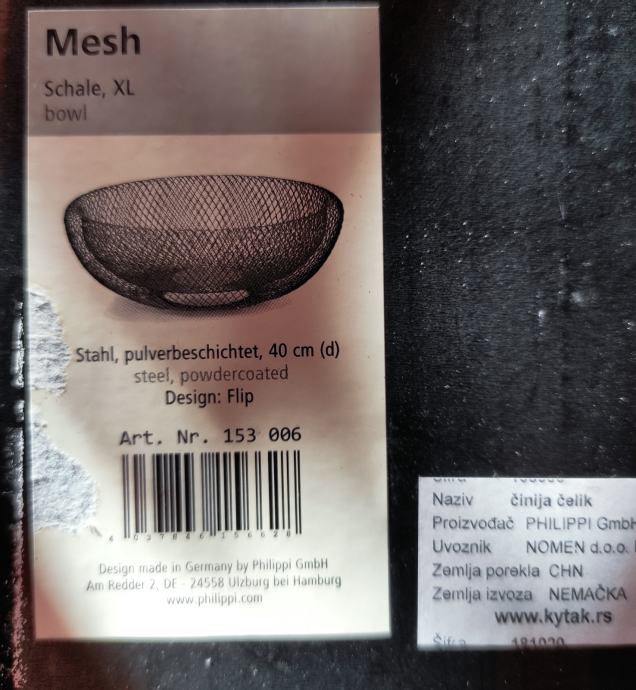 Mesh
Schale, XL
bowl
Stahl, pulverbeschichtet, 40 cm (d)
steel, powdercoated
Design: Flip
Art. Nr. 153 006
Design made in Germany by Philippi GmbH
Am Redder 2, DE - 24558 Ulzburg bei Hamburg
www.philippi.com
Naziv činija čelik
Proizvođač PHILIPPI GmbH
Uvoznik NOMEN d.o.o.
Zemlja porekla CHN
Zemlja izvoza NEMAČKA
www.kytak.rs
Šifra